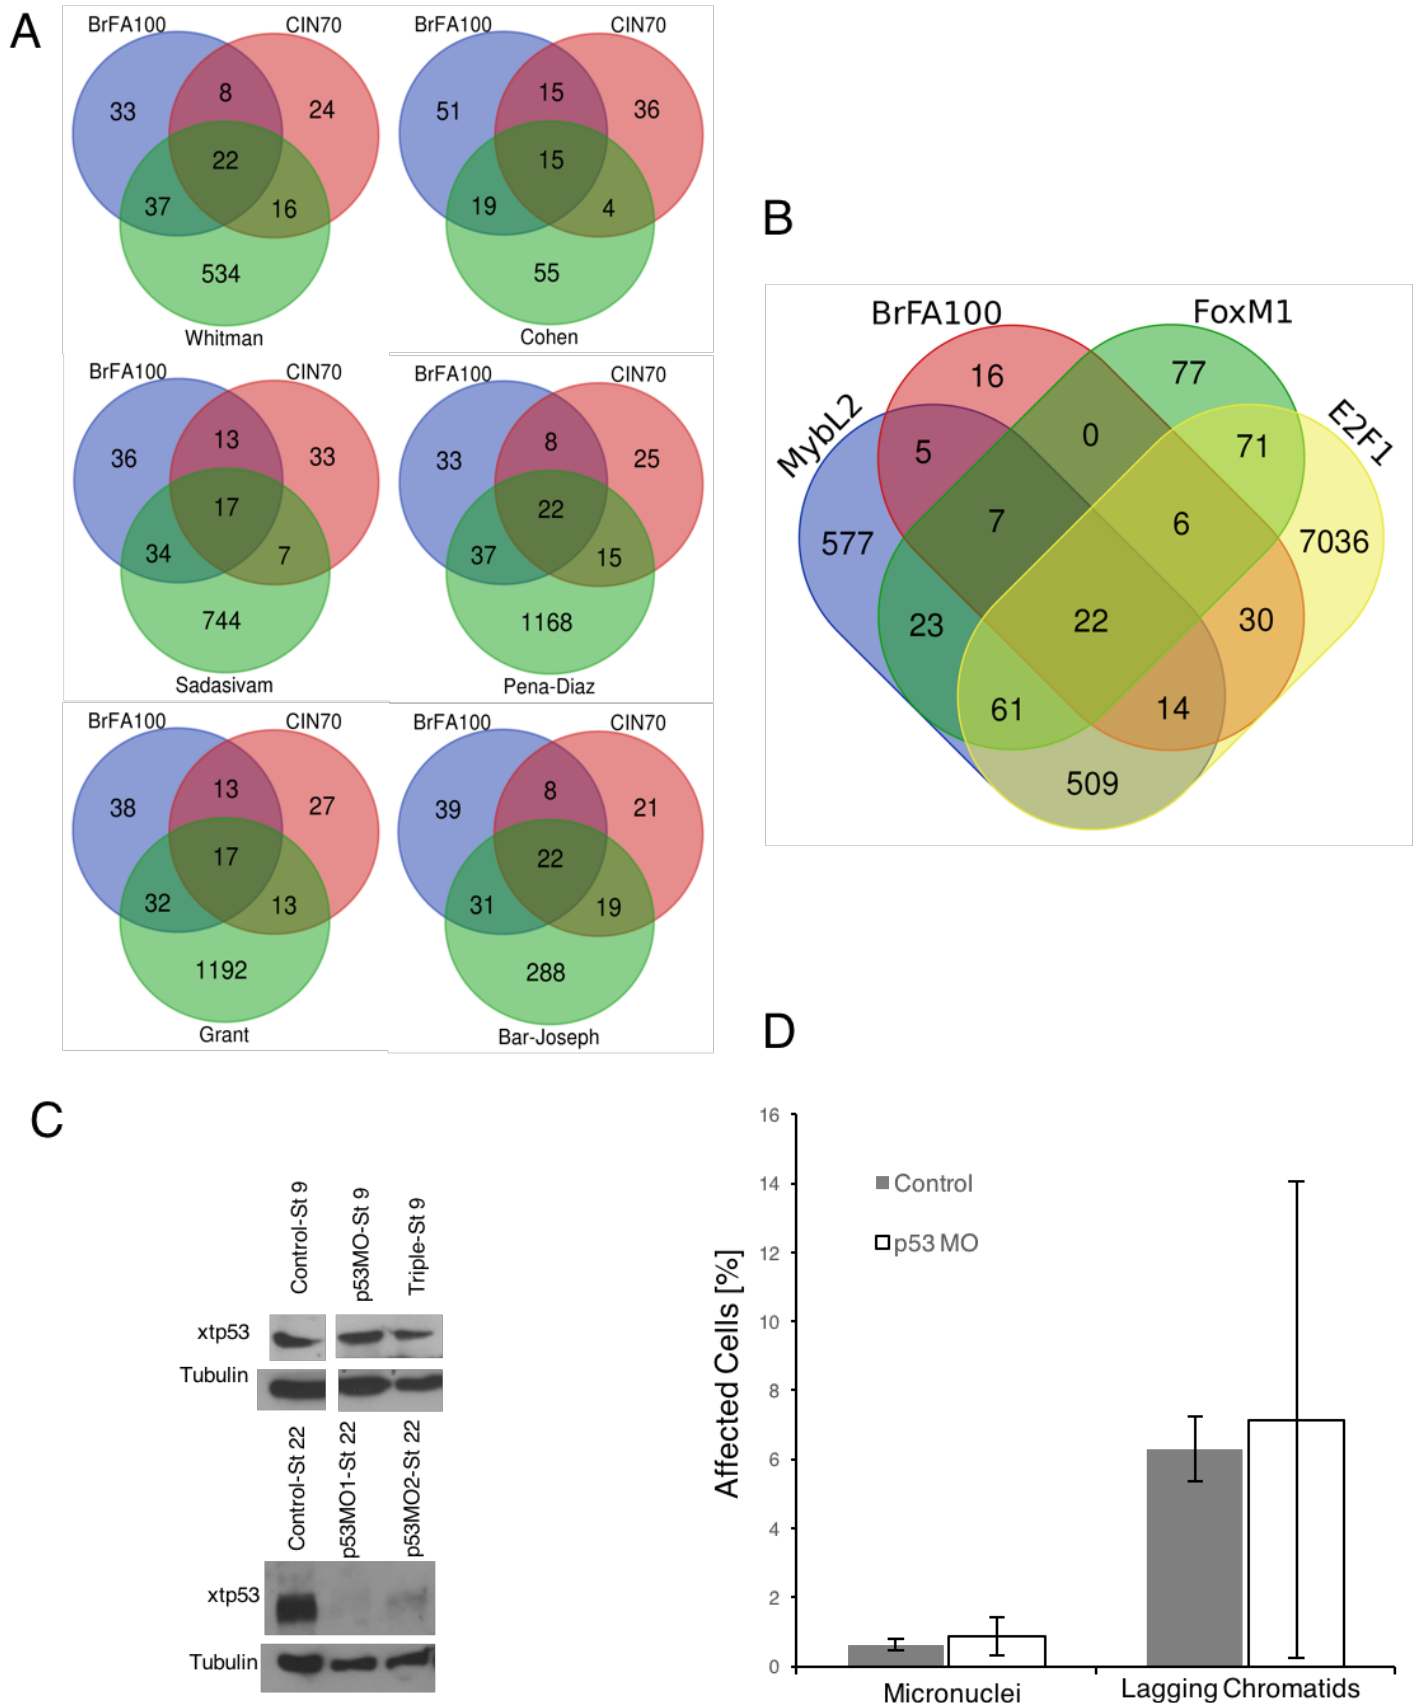 A
BrFA100 CIN70
33 8 24
22
37 16
534
Whitman
BrFA100 CIN70
51 15 36
15
19 4
55
Cohen
BrFA100 CIN70
36 13 33
17
34 7
744
Sadasivam
BrFA100 CIN70
33 8 25
22
37 15
1168
Pena-Diaz
BrFA100 CIN70
38 13 27
17
32 13
1192
Grant
BrFA100 CIN70
39 8 21
22
31 19
288
Bar-Joseph
B
BrFA100 FoxM1
MybL2 E2F1
16 77
5 0 71
577 7 6 7036
23 22 30
61 14
509
C
Control-St 9
p53MO-St 9
Triple-St 9
xtp53
Tubulin
Control-St 22
p53MO1-St 22
p53MO2-St 22
xtp53
Tubulin
D
Affected Cells [%]
16
14
12
10
8
6
4
2
0
Control
p53 MO
Micronuclei
Lagging Chromatids